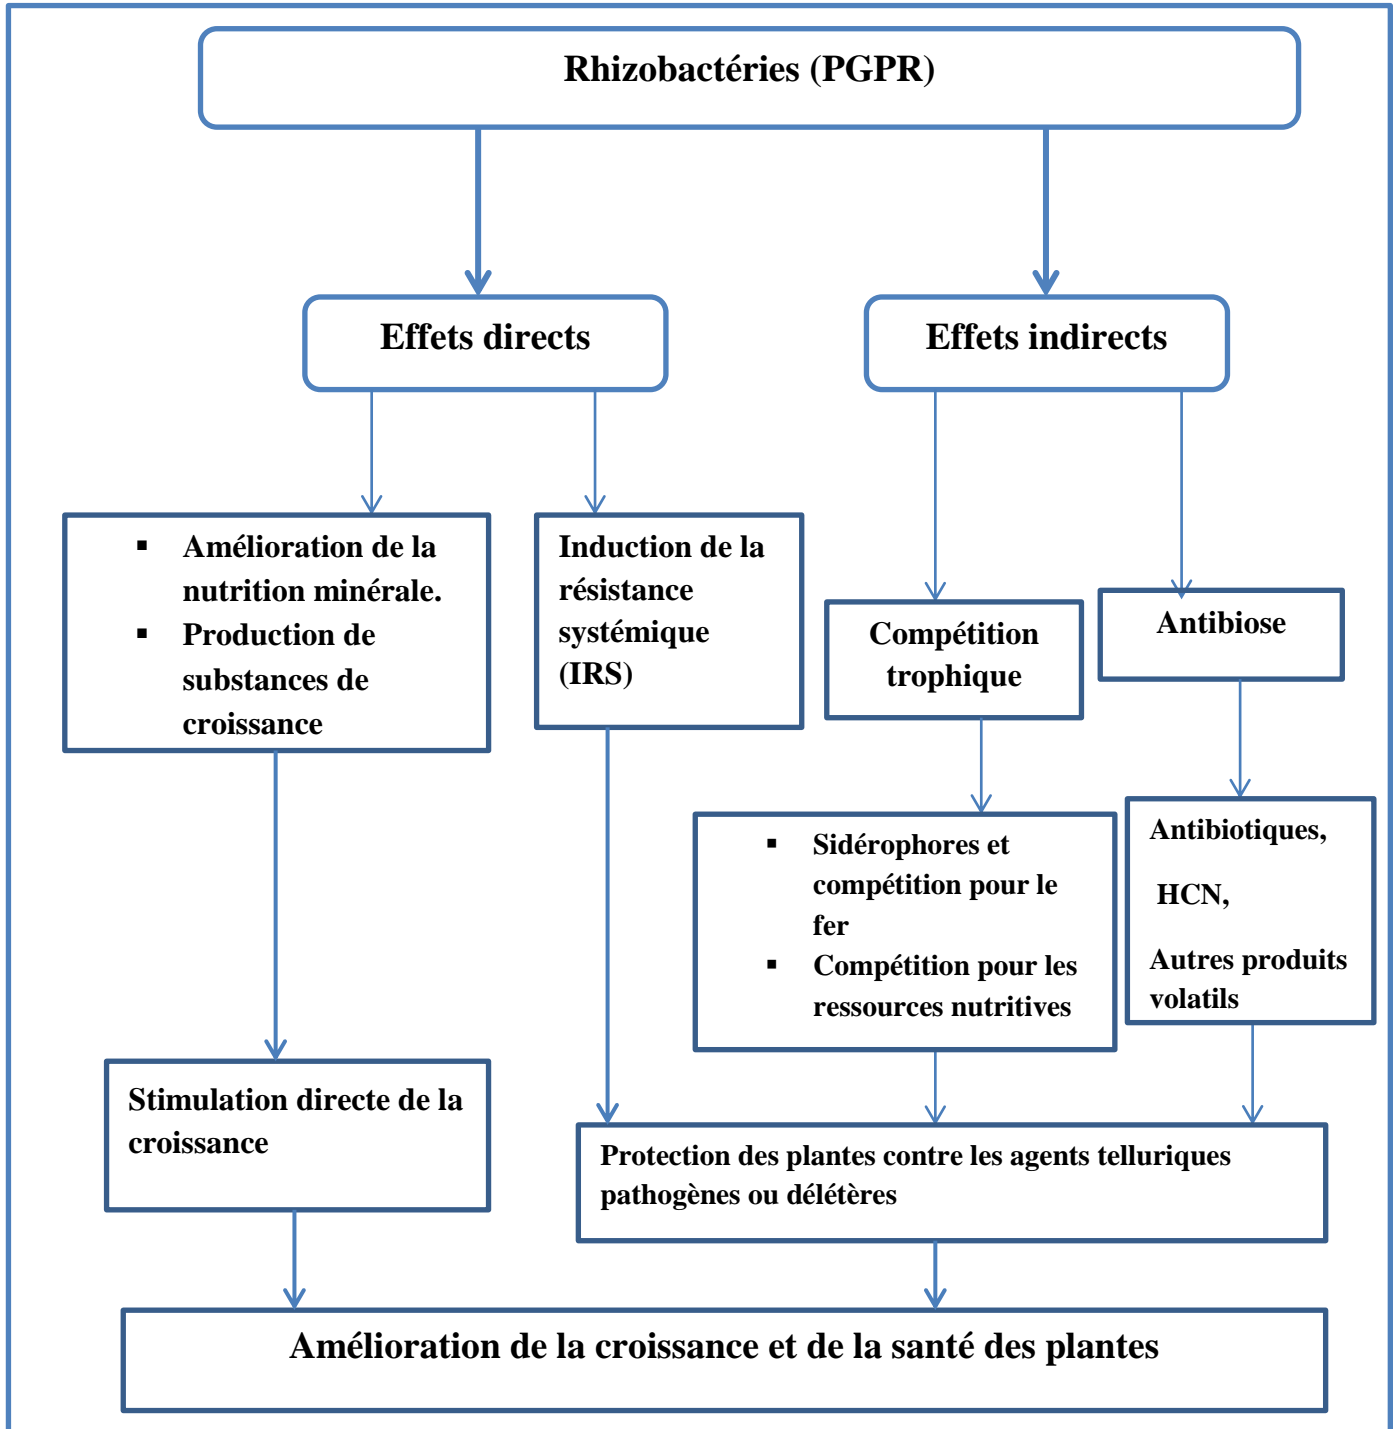 Rhizobactéries (PGPR)
Effets directs
Effets indirects
▪ Amélioration de la
nutrition minérale.
▪ Production de
substances de
croissance
Induction de la
résistance
systémique
(IRS)
Compétition
trophique
Antibiose
▪ Sidérophores et
compétition pour le
fer
▪ Compétition pour les
ressources nutritives
Antibiotiques,
HCN,
Autres produits
volatils
Stimulation directe de la
croissance
Protection des plantes contre les agents telluriques
pathogènes ou délétères
Amélioration de la croissance et de la santé des plantes